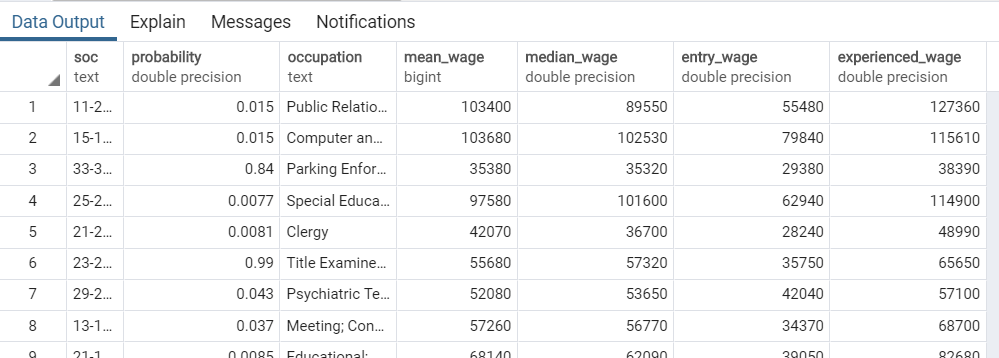 Data Output Explain Messages Notifications
soc probability occupation mean_wage median_wage entry_wage experienced_wage
text double precision text bigint double precision double precision double precision
1 11-2... 0.015 Public Relatio... 103400 89550 55480 127360
2 15-1... 0.015 Computer an... 103680 102530 79840 115610
3 33-3... 0.84 Parking Enfor... 35380 35320 29380 38390
4 25-2... 0.0077 Special Educa... 97580 101600 62940 114900
5 21-2... 0.0081 Clergy 42070 36700 28240 48990
6 23-2... 0.99 Title Examine... 55680 57320 35750 65650
7 29-2... 0.043 Psychiatric Te... 52080 53650 42040 57100
8 13-1... 0.037 Meeting; Con... 57260 56770 34370 68700
9 21-1... 0.0085 Educational; 68140 62090 39050 82680